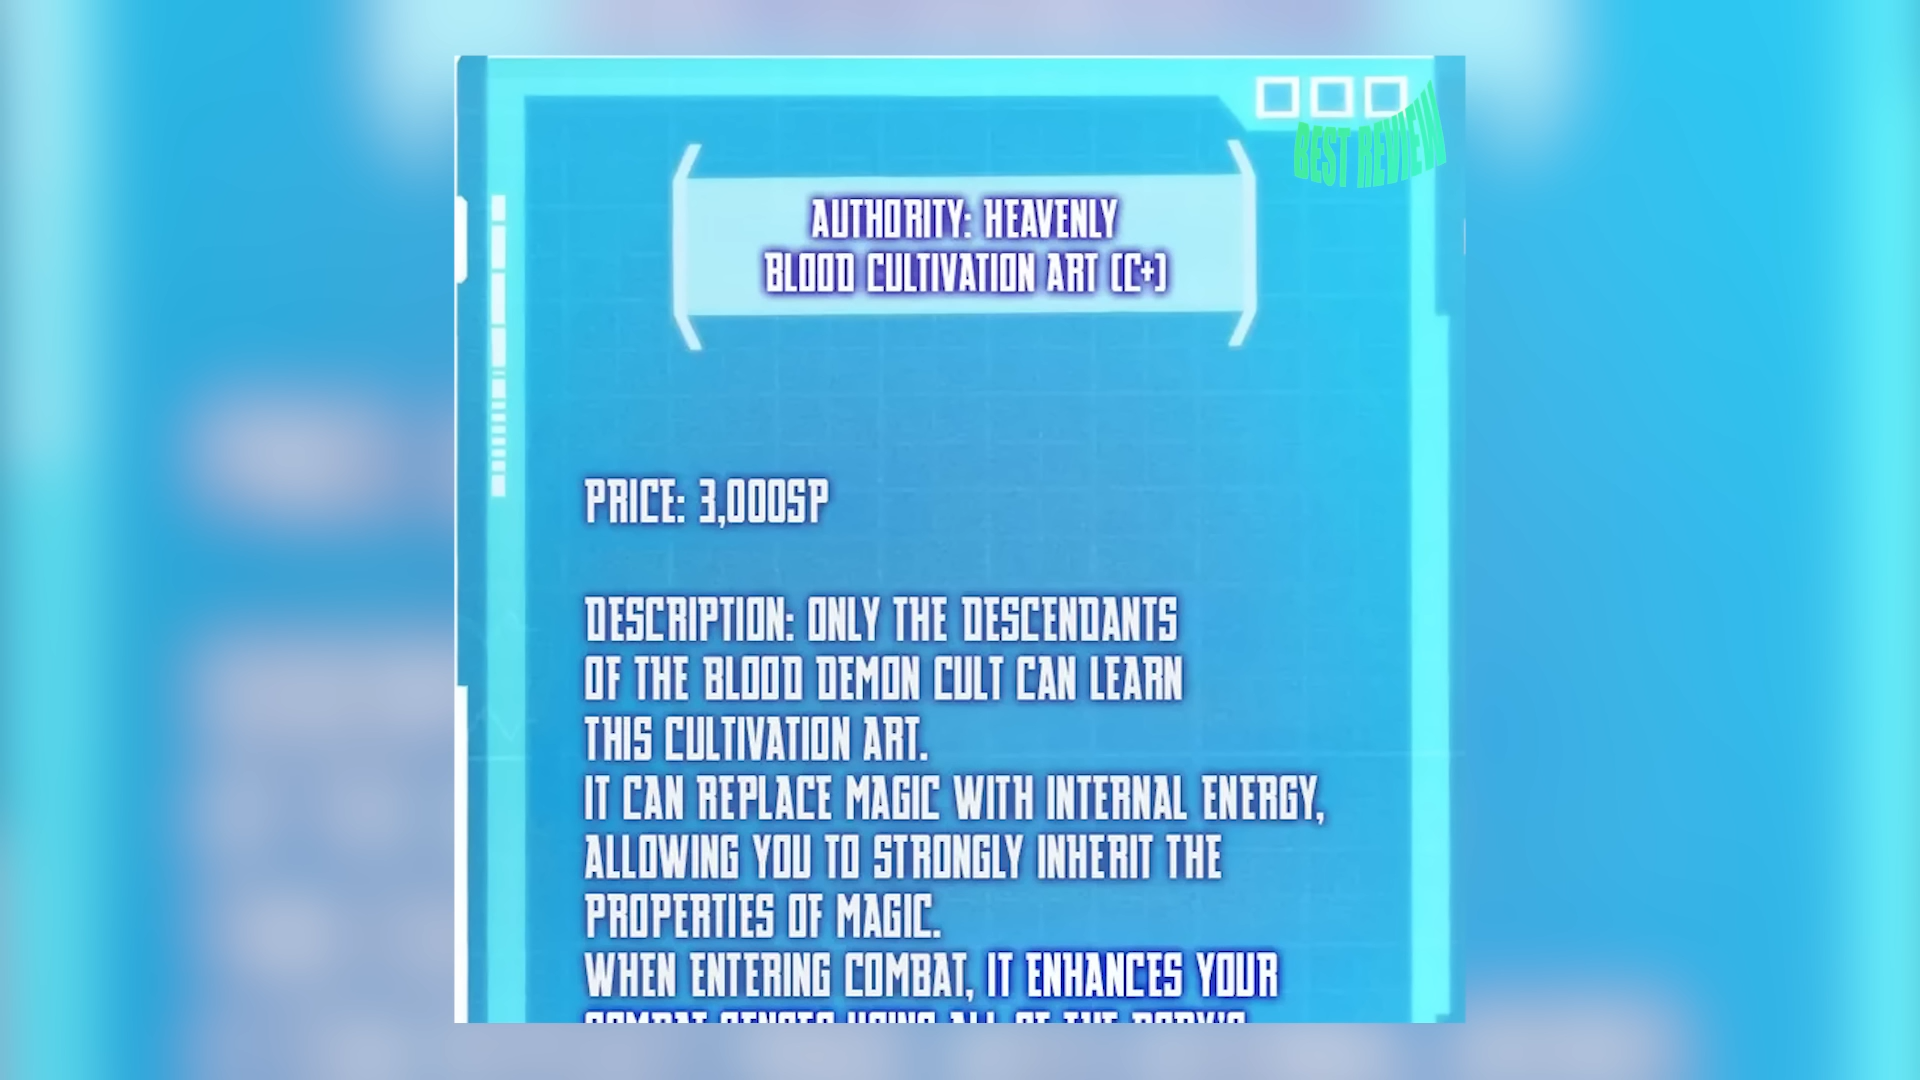 BEST REVIEW
AUTHORITY: HEAVENLY
BLOOD CULTIVATION ART (C+)
PRICE: 3,000SP
DESCRIPTION: ONLY THE DESCENDANTS
OF THE BLOOD DEMON CULT CAN LEARN
THIS CULTIVATION ART.
IT CAN REPLACE MAGIC WITH INTERNAL ENERGY,
ALLOWING YOU TO STRONGLY INHERIT THE
PROPERTIES OF MAGIC.
WHEN ENTERING COMBAT, IT ENHANCES YOUR